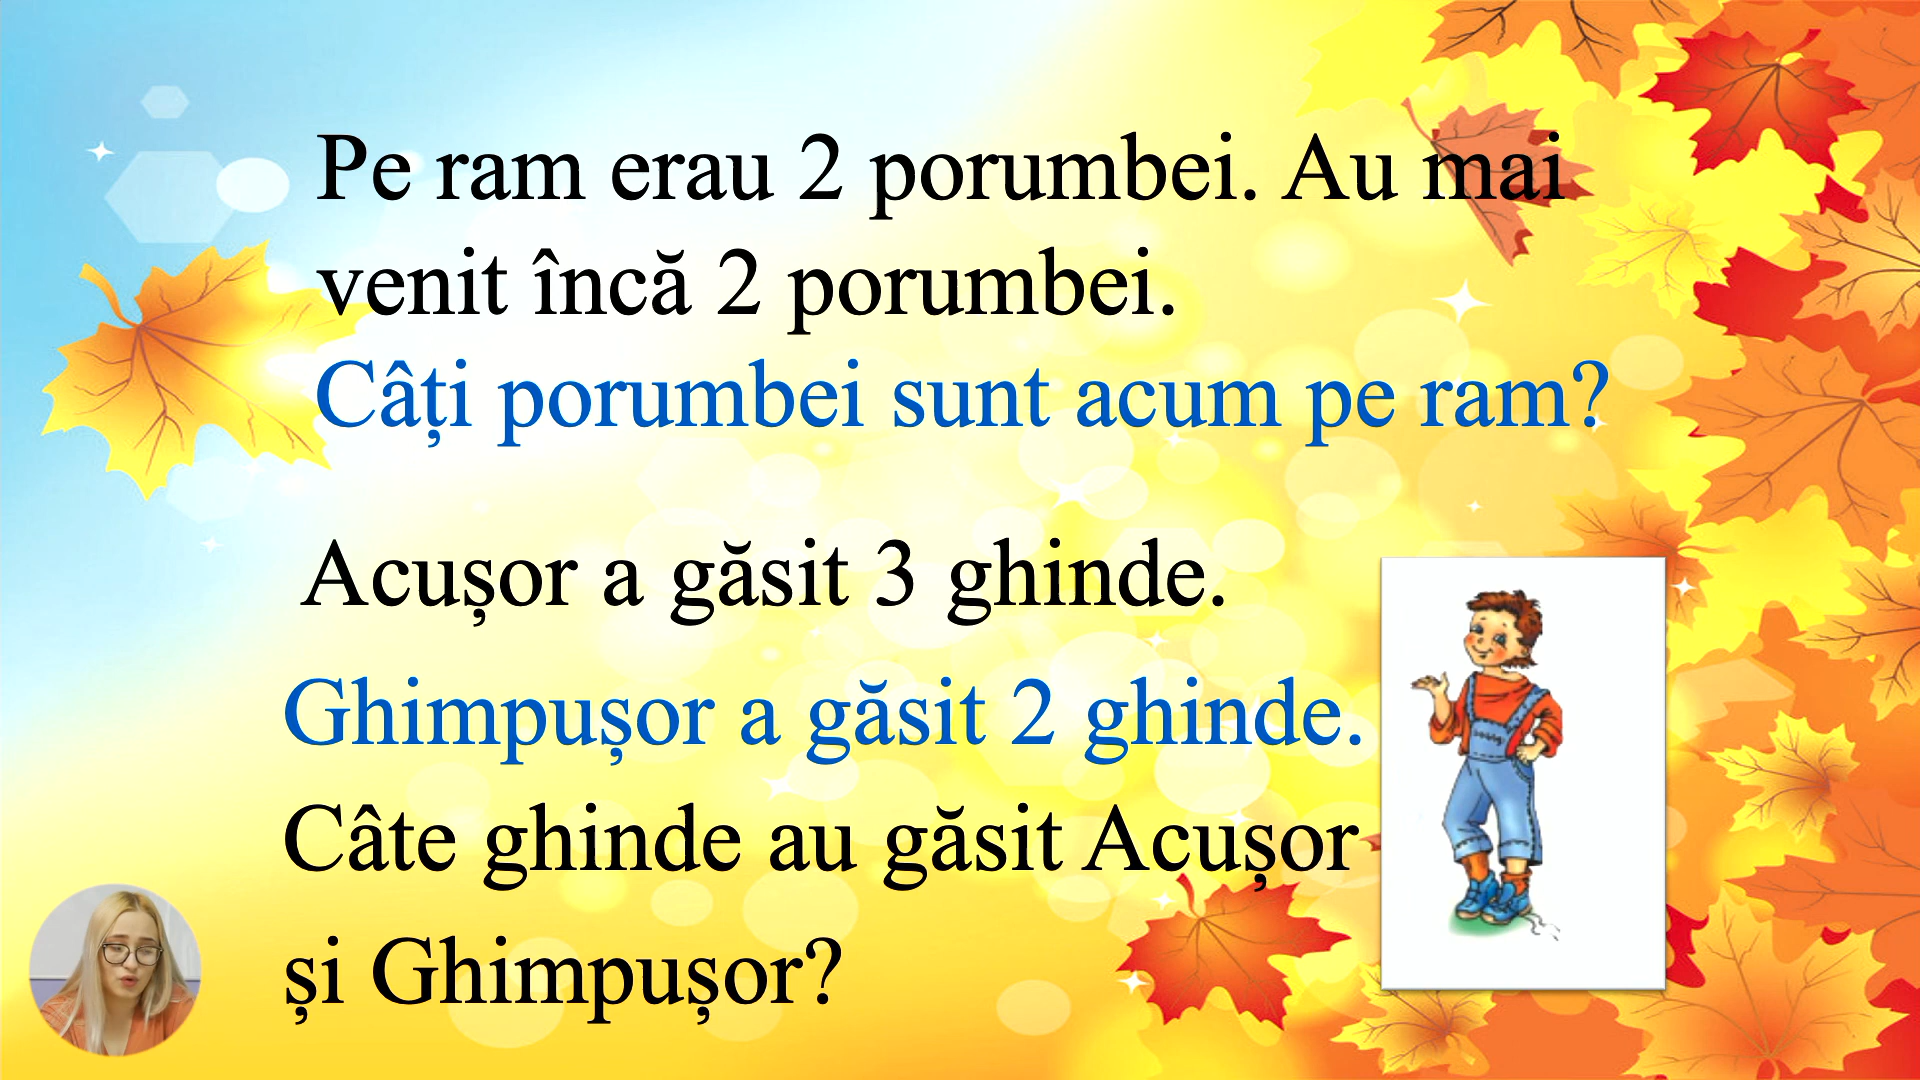 Pe ram erau 2 porumbei. Au mai
venit încă 2 porumbei.
Câți porumbei sunt acum pe ram?
Acușor a găsit 3 ghinde.
Ghimpușor a găsit 2 ghinde.
Câte ghinde au găsit Acușor
și Ghimpușor?